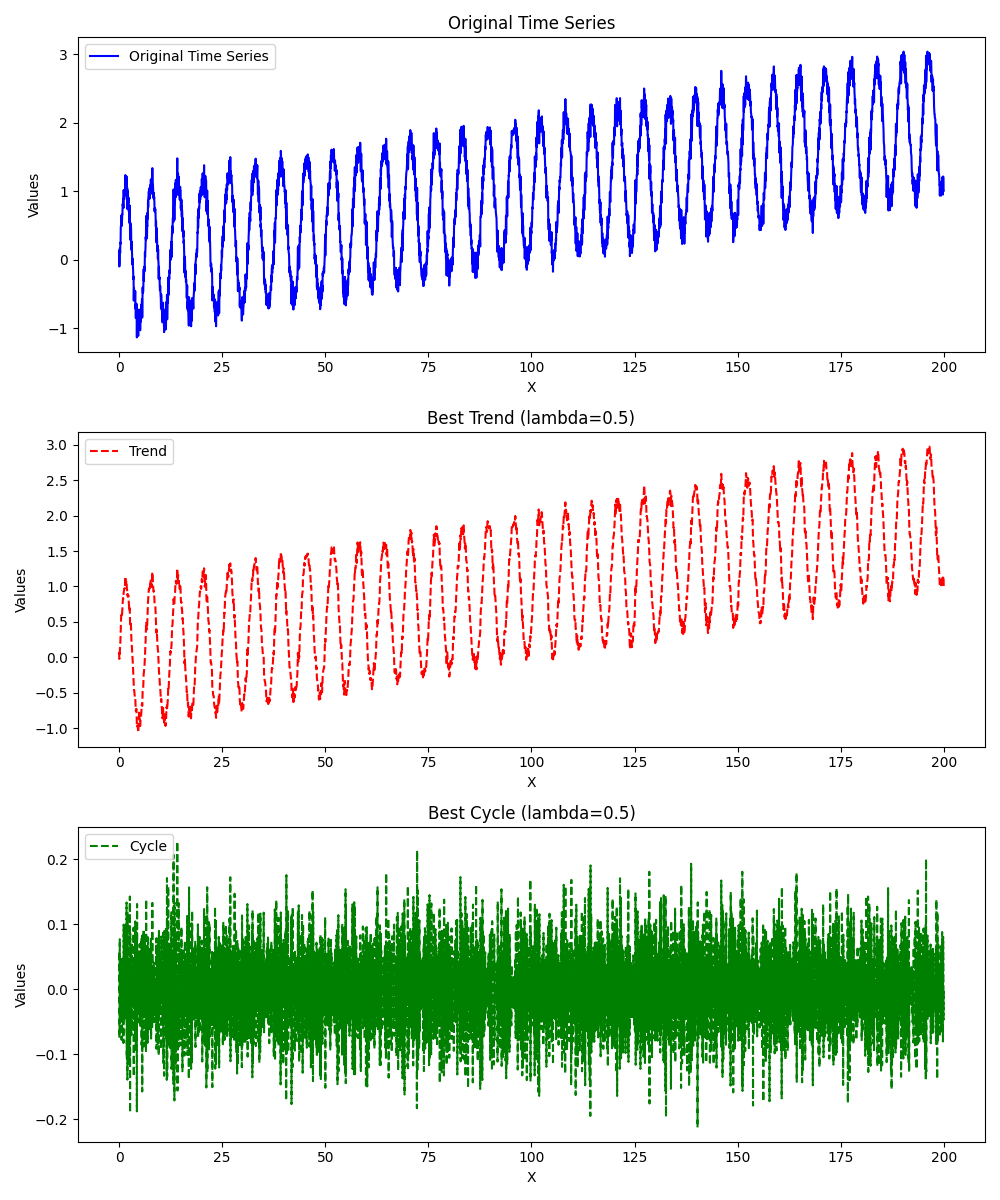 Original Time Series
Original Time Series
3
2
1
0
−1
Values
0 25 50 75 100 125 150 175 200
X
Best Trend (lambda=0.5)
Trend
3.0
2.5
2.0
1.5
1.0
0.5
0.0
−0.5
−1.0
Values
0 25 50 75 100 125 150 175 200
X
Best Cycle (lambda=0.5)
Cycle
0.2
0.1
0.0
−0.1
−0.2
Values
0 25 50 75 100 125 150 175 200
X